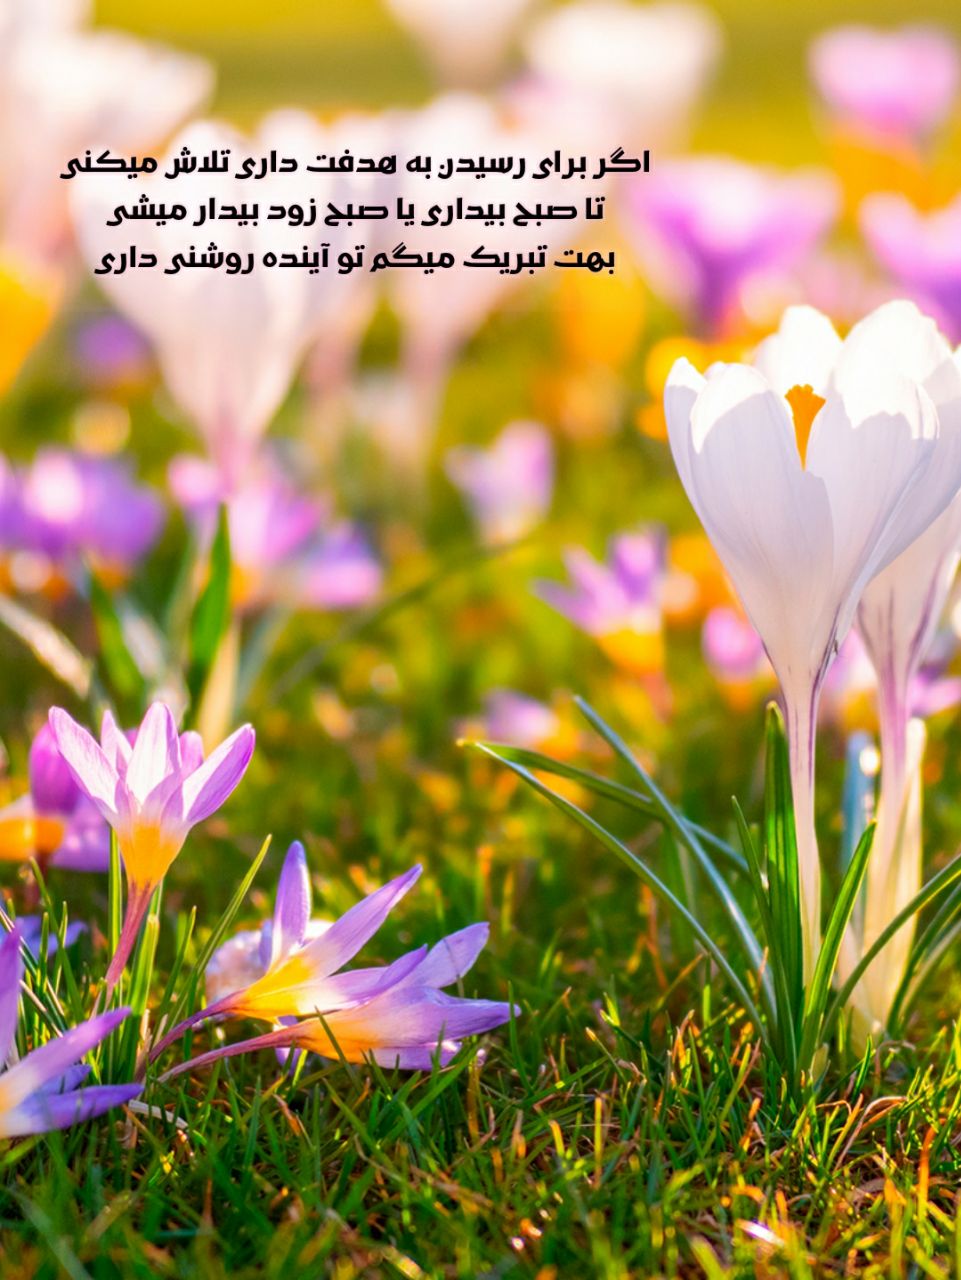 اگر برای رسیدن به هدفت داری تلاش میکنی
تا صبح بیداری یا صبح زود بیدار میشی
بهت تبریک میگم تو آینده روشنی داری